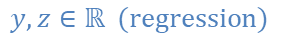 y, z ∈ ℝ (regression)